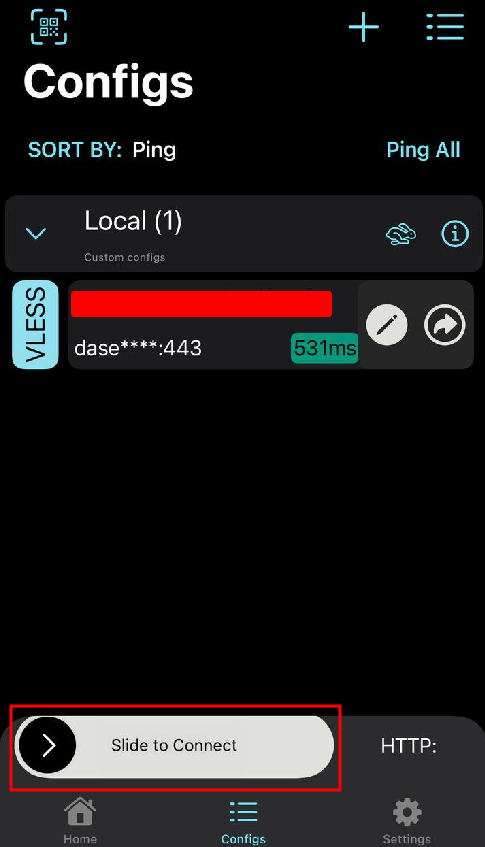 Configs
SORT BY: Ping
Ping All
Local (1)
Custom configs
VLESS
dase****:443
531ms
Slide to Connect
HTTP:
Home
Configs
Settings